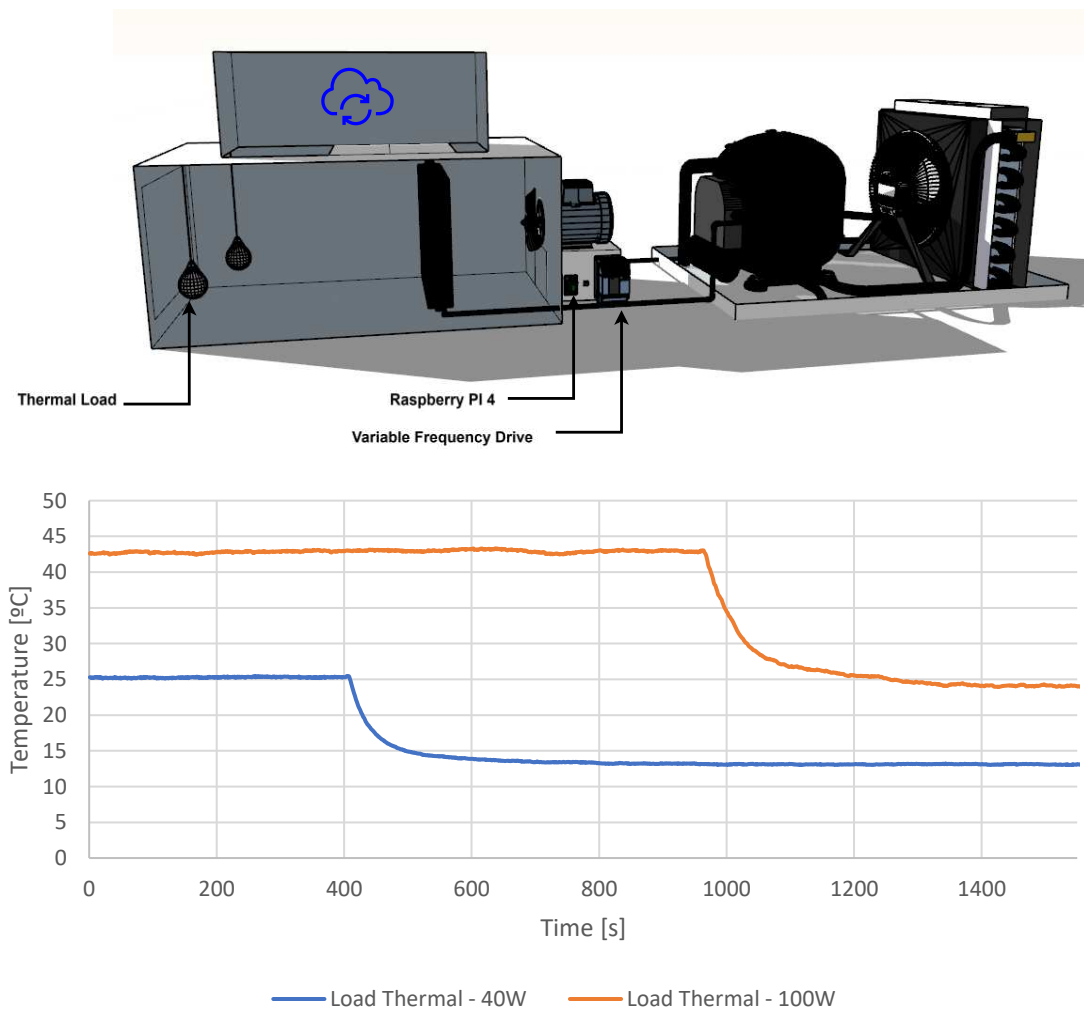 Thermal Load
Raspberry PI 4
Variable Frequency Drive
50
45
40
35
30
25
20
15
10
5
0
Temperature [ºC]
0 200 400 600 800 1000 1200 1400
Time [s]
Load Thermal - 40W Load Thermal - 100W